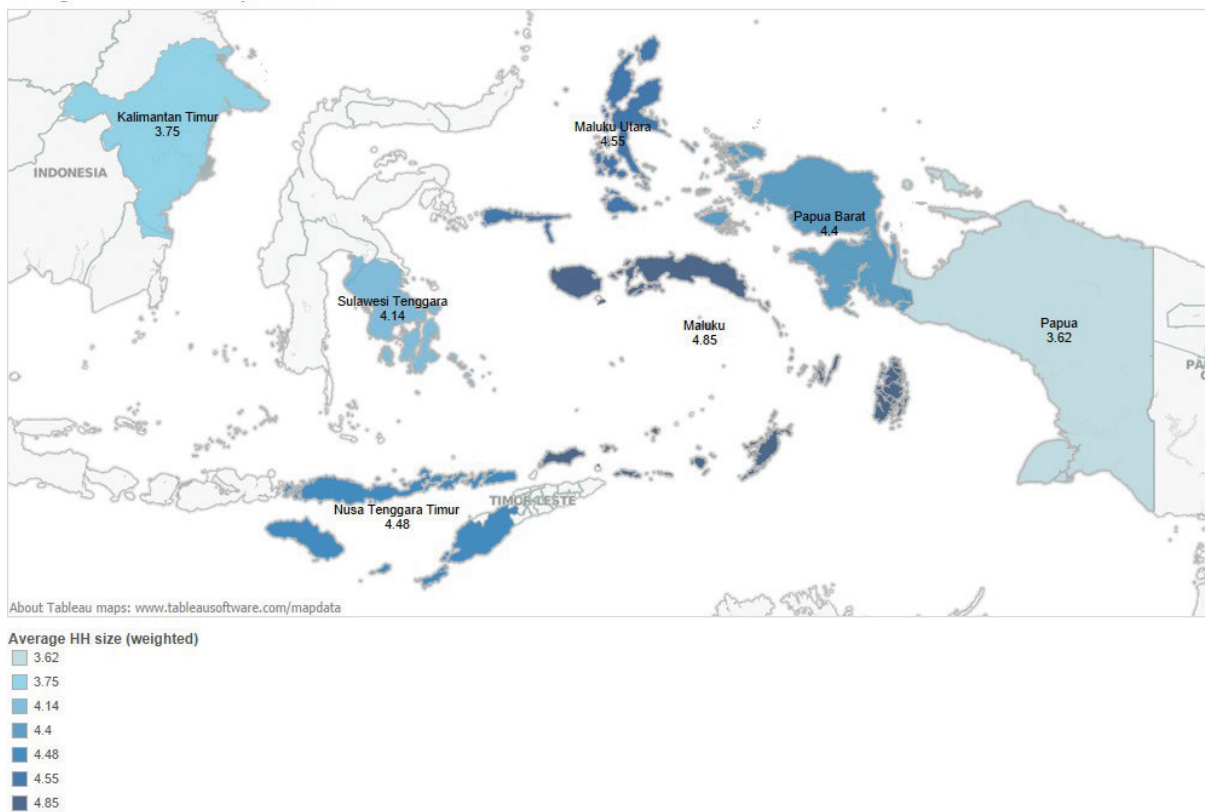 Kalimantan Timur
3.75
INDONESIA
Maluku Utara
4.55
Papua Barat
4.4
Sulawesi Tenggara
4.14
Maluku
4.85
Papua
3.62
Nusa Tenggara Timur
4.48
TIMOR-LESTE
About Tableau maps: www.tableausoftware.com/mapdata
Average HH size (weighted)
3.62
3.75
4.14
4.4
4.48
4.55
4.85